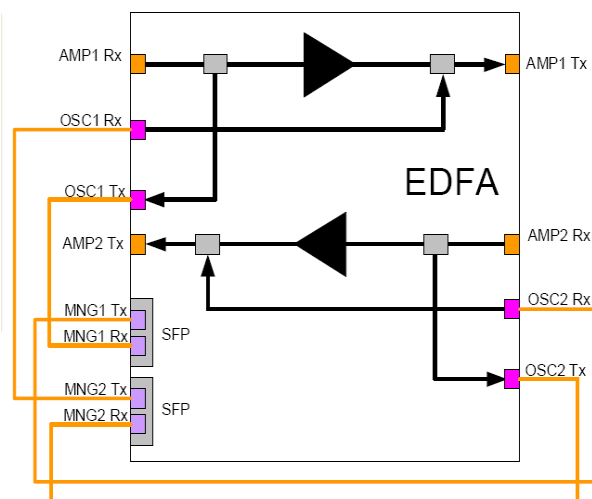 AMP1 Rx
AMP1 Tx
OSC1 Rx
EDFA
OSC1 Tx
AMP2 Tx
AMP2 Rx
OSC2 Rx
MNG1 Tx
MNG1 Rx
SFP
OSC2 Tx
MNG2 Tx
MNG2 Rx
SFP